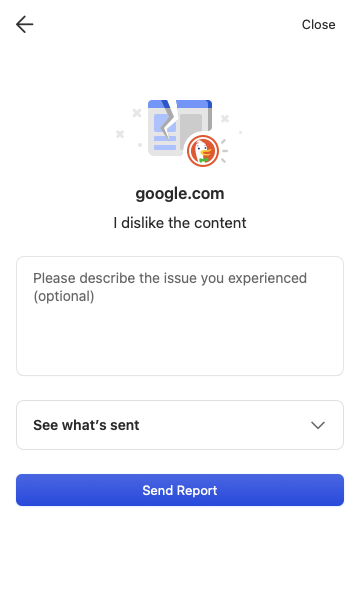 Close
google.com
I dislike the content
Please describe the issue you experienced
(optional)
See what’s sent
Send Report